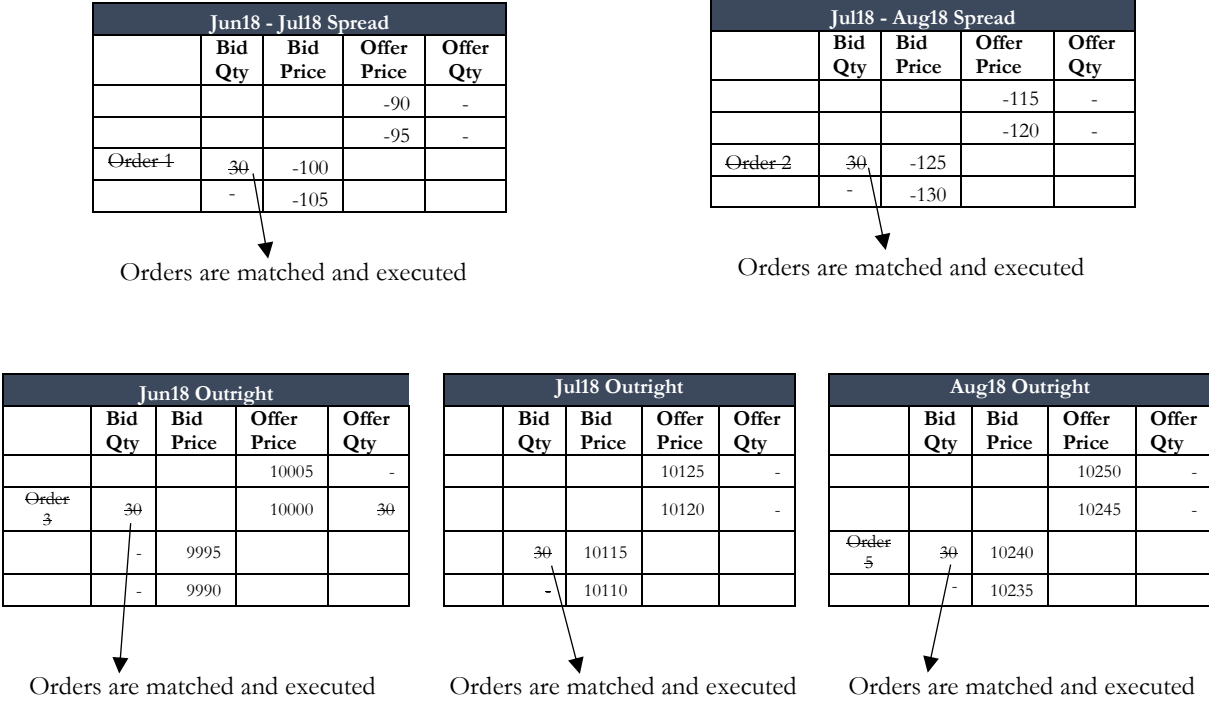 Jun18 - Jul18 Spread
Bid Qty Bid Price Offer Price Offer Qty
-90 -
-95 -
Order 1 30 -100
- -105
Orders are matched and executed
Jul18 - Aug18 Spread
Bid Qty Bid Price Offer Price Offer Qty
-115 -
-120 -
Order 2 30 -125
- -130
Orders are matched and executed
Jun18 Outright
Bid Qty Bid Price Offer Price Offer Qty
10005 -
Order 3 30 10000 30
- 9995
- 9990
Orders are matched and executed
Jul18 Outright
Bid Qty Bid Price Offer Price Offer Qty
10125 -
10120 -
30 10115
- 10110
Orders are matched and executed
Aug18 Outright
Bid Qty Bid Price Offer Price Offer Qty
10250 -
10245 -
Order 5 30 10240
- 10235
Orders are matched and executed